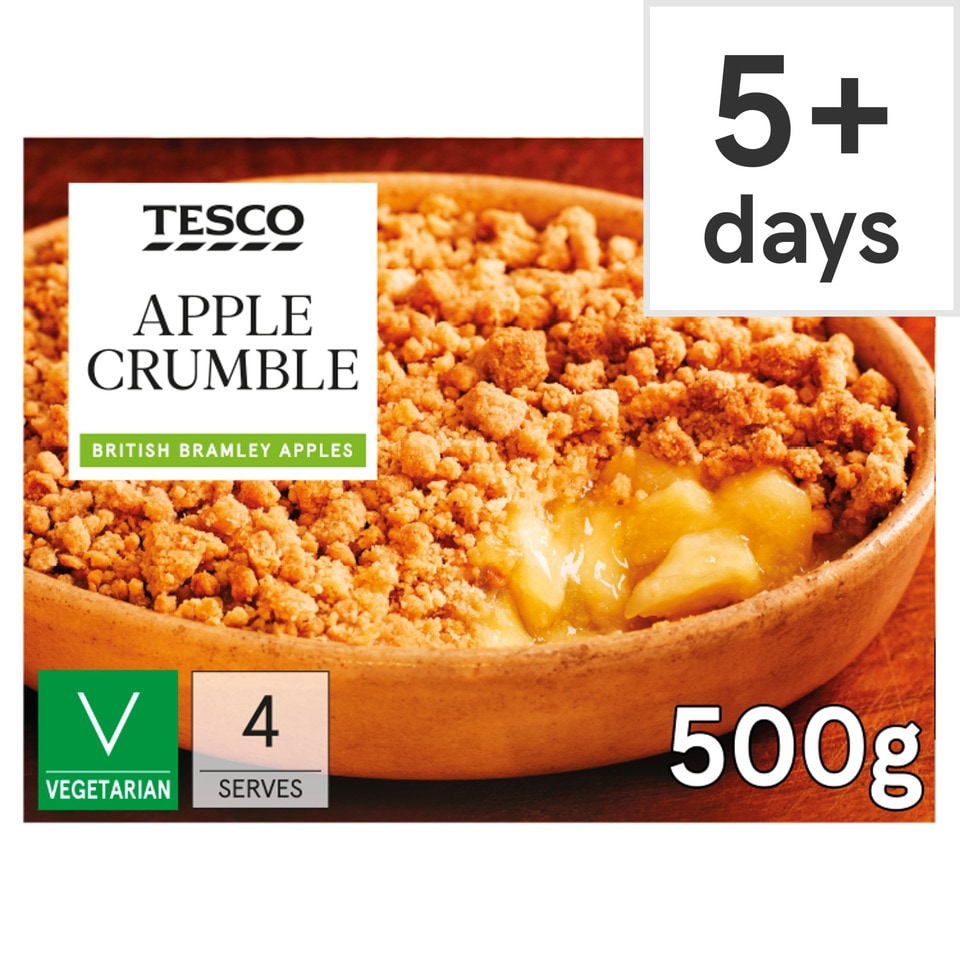 5+
days
TESCO
APPLE
CRUMBLE
BRITISH BRAMLEY APPLES
V
VEGETARIAN
4
SERVES
500g